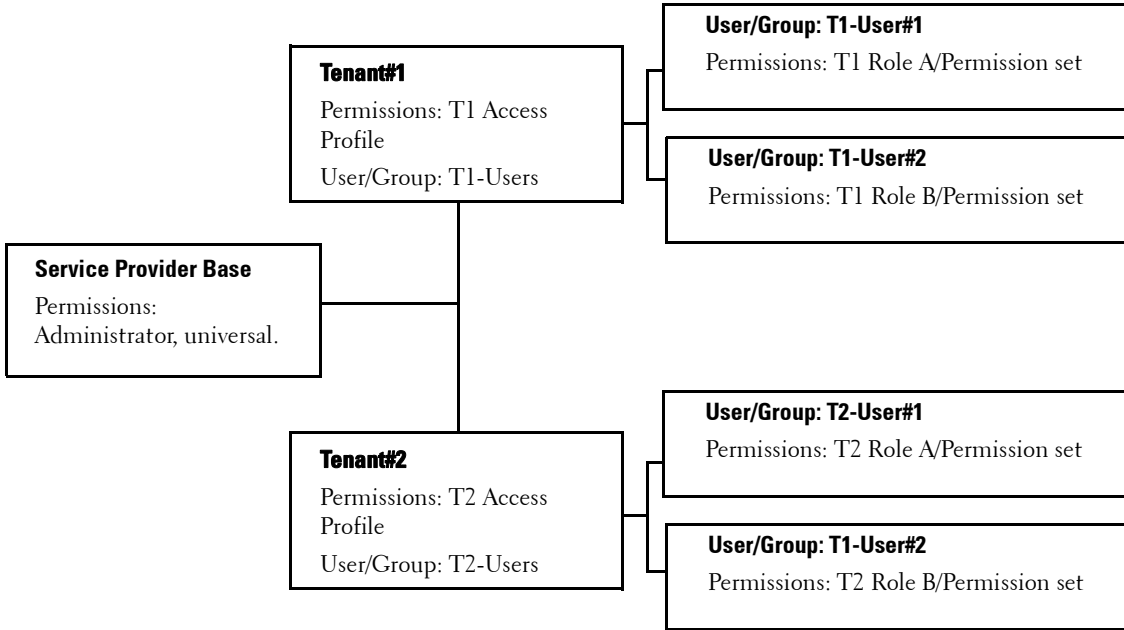 Service Provider Base
Permissions:
Administrator, universal.
Tenant#1
Permissions: T1 Access
Profile
User/Group: T1-Users
User/Group: T1-User#1
Permissions: T1 Role A/Permission set
User/Group: T1-User#2
Permissions: T1 Role B/Permission set
Tenant#2
Permissions: T2 Access
Profile
User/Group: T2-Users
User/Group: T2-User#1
Permissions: T2 Role A/Permission set
User/Group: T1-User#2
Permissions: T2 Role B/Permission set